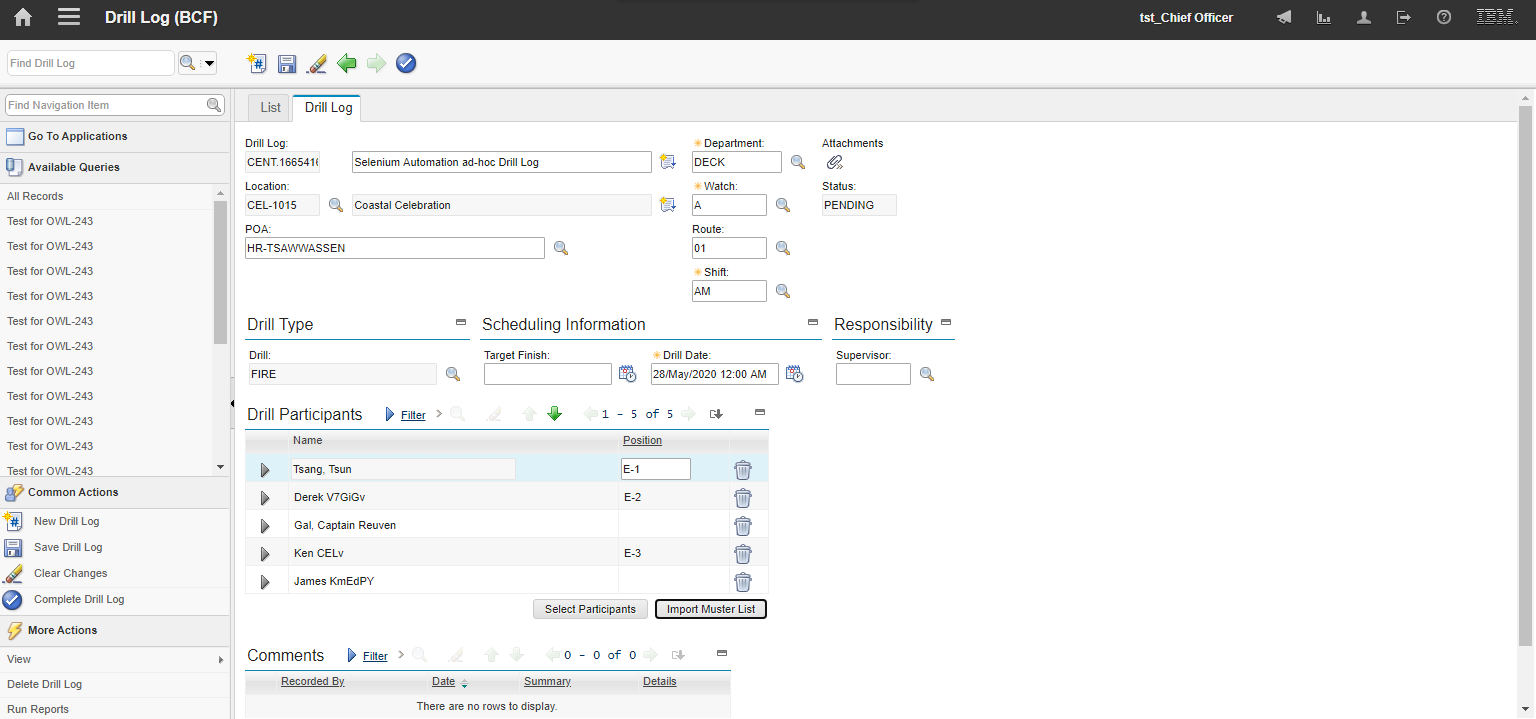 Drill Log (BCF)
tst_Chief Officer
IBM.
Find Drill Log
Find Navigation Item
Go To Applications
Available Queries
All Records
Test for OWL-243
Test for OWL-243
Test for OWL-243
Test for OWL-243
Test for OWL-243
Test for OWL-243
Test for OWL-243
Test for OWL-243
Test for OWL-243
Test for OWL-243
Test for OWL-243
Common Actions
New Drill Log
Save Drill Log
Clear Changes
Complete Drill Log
More Actions
View
Delete Drill Log
Run Reports
List
Drill Log
Drill Log:
CENT.166541
Selenium Automation ad-hoc Drill Log
Department:
DECK
Attachments
Location:
CEL-1015
Coastal Celebration
Watch:
A
Status:
PENDING
POA:
HR-TSAWWASSEN
Route:
01
Shift:
AM
Drill Type
Scheduling Information
Responsibility
Drill:
FIRE
Target Finish:
Drill Date:
28/May/2020 12:00 AM
Supervisor:
Drill Participants
Filter
1 - 5 of 5
Name
Position
Tsang, Tsun
E-1
Derek V7GiGv
E-2
Gal, Captain Reuven
Ken CELv
E-3
James KmEdPY
Select Participants
Import Muster List
Comments
Filter
0 - 0 of 0
Recorded By
Date
Summary
Details
There are no rows to display.